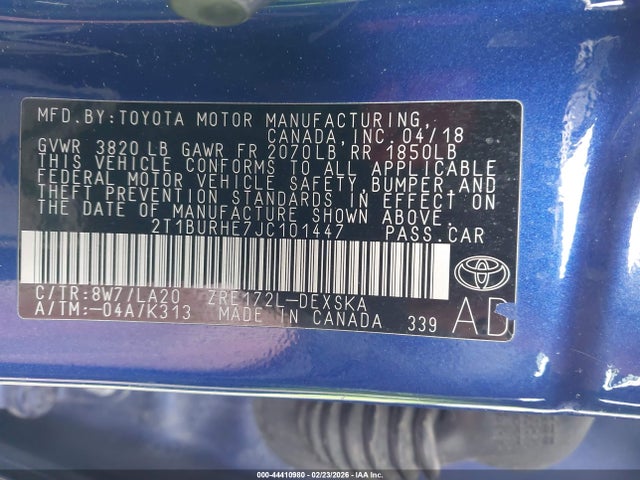 MFD.BY:TOYOTA MOTOR MANUFACTURING,
CANADA,INC. 04/18
GVWR 3820 LB GAWR FR 2070LB RR 1850LB
THIS VEHICLE CONFORMS TO ALL APPLICABLE
FEDERAL MOTOR VEHICLE SAFETY,BUMPER,AND
THEFT PREVENTION STANDARDS IN EFFECT ON
THE DATE OF MANUFACTURE SHOWN ABOVE.
2T1BURHE7JC101447 PASS.CAR
C/TR:8W7/LA20 ZRE172L-DEXSKA
A/TM:-04A/K313 MADE IN CANADA 339
AD
000-44410980 - 02/23/2026 - IAA Inc.